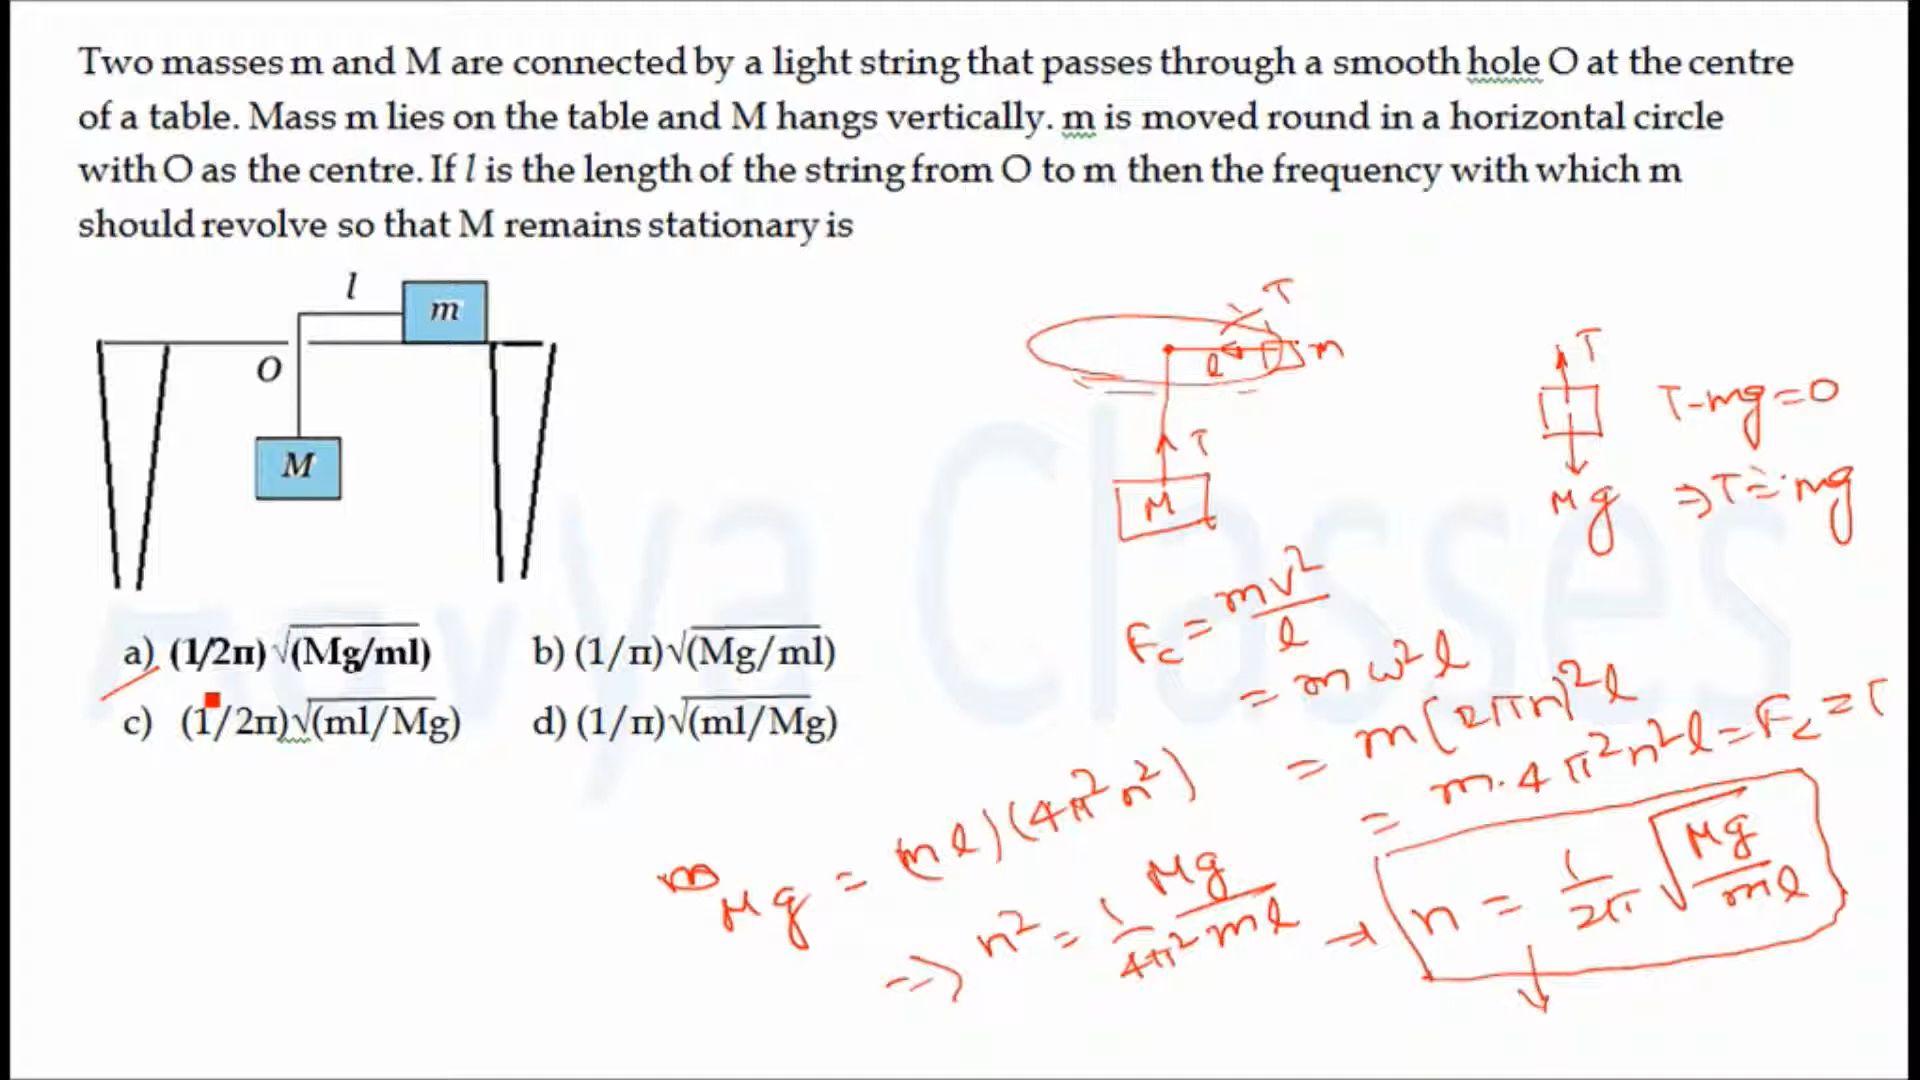 Two masses m and M are connected by a light string that passes through a smooth hole O at the centre
of a table. Mass m lies on the table and M hangs vertically. m is moved round in a horizontal circle
with O as the centre. If l is the length of the string from O to m then the frequency with which m
should revolve so that M remains stationary is
l
m
O
M
a) (1/2π) √(Mg/ml) b) (1/π)√(Mg/ml)
c) (1/2π)√(ml/Mg) d) (1/π)√(ml/Mg)
T
l m
T
M
T
T-mg=0
Mg ⇒T=mg
Fc = mv²/l
= mω²l
= m(2πn)²l
= m.4π²n²l=Fc=T
m Mg = (ml)(4π²n²)
⇒ n² = 1/4π² Mg/ml → n = 1/2π √Mg/ml
Navya Classes